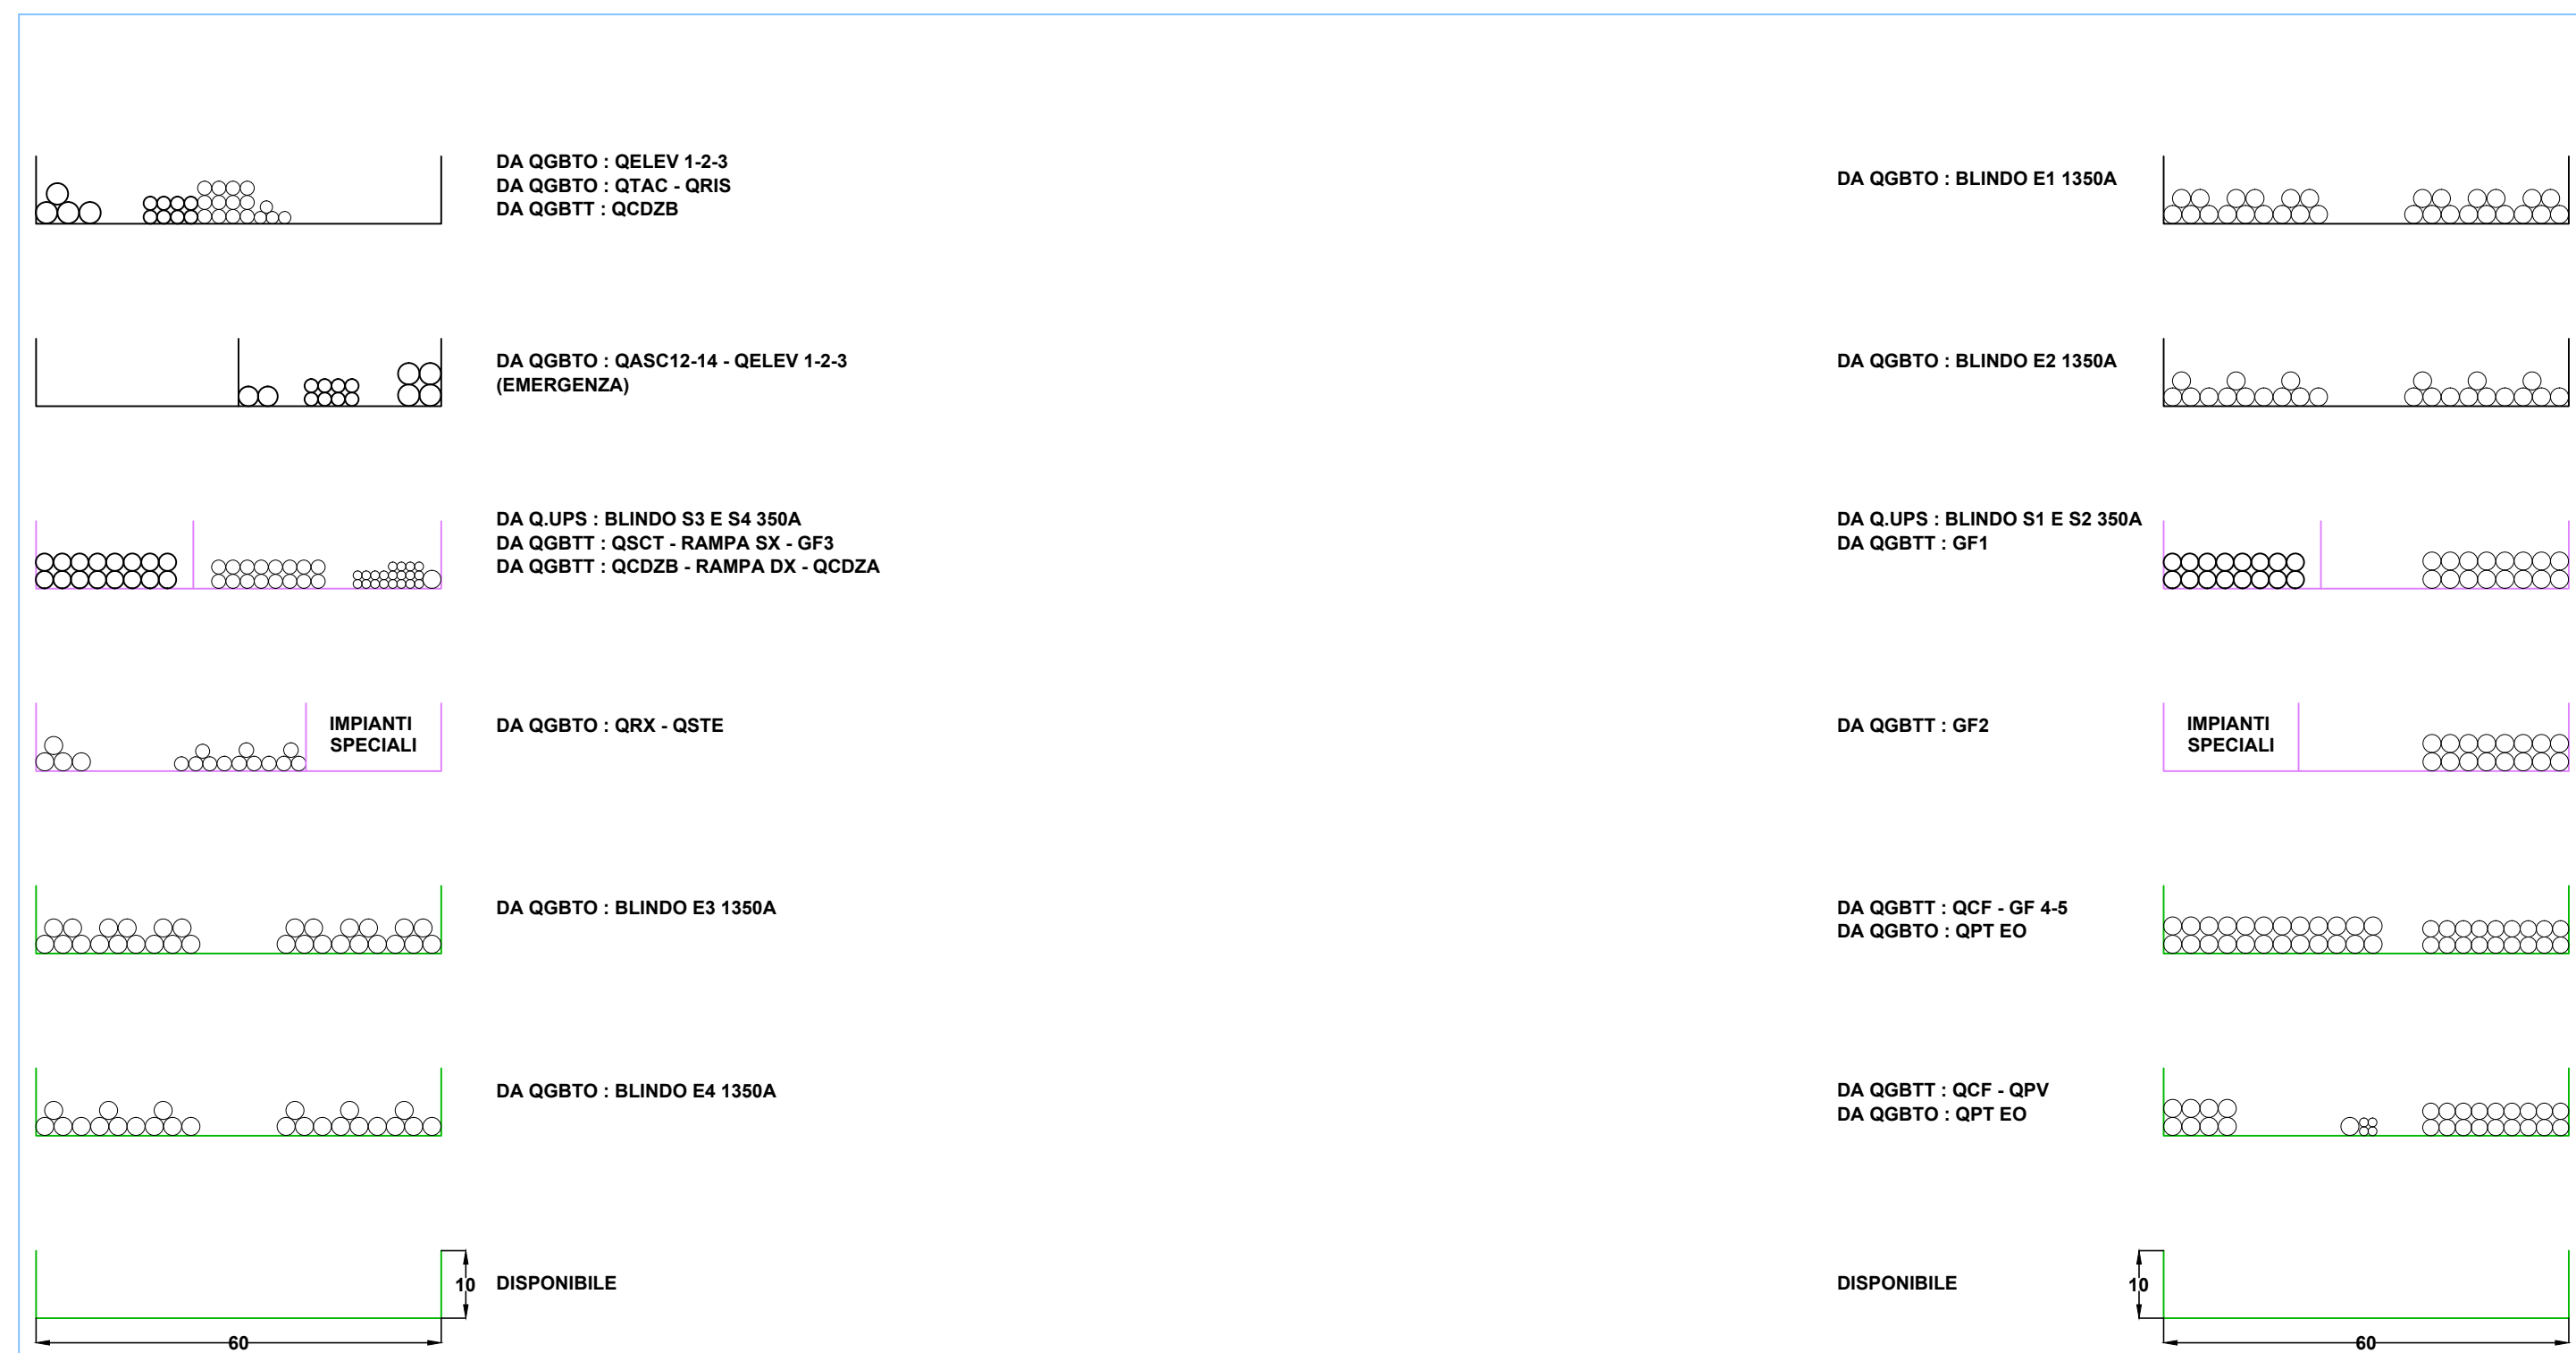 DA QGBTO : QELEV 1-2-3
DA QGBTO : QTAC - QRIS
DA QGBTT : QCDZB
DA QGBTO : BLINDO E1 1350A
DA QGBTO : QASC12-14 - QELEV 1-2-3
(EMERGENZA)
DA QGBTO : BLINDO E2 1350A
DA Q.UPS : BLINDO S3 E S4 350A
DA QGBTT : QSCT - RAMPA SX - GF3
DA QGBTT : QCDZB - RAMPA DX - QCDZA
DA Q.UPS : BLINDO S1 E S2 350A
DA QGBTT : GF1
IMPIANTI
SPECIALI
DA QGBTO : QRX - QSTE
DA QGBTT : GF2
IMPIANTI
SPECIALI
DA QGBTO : BLINDO E3 1350A
DA QGBTT : QCF - GF 4-5
DA QGBTO : QPT EO
DA QGBTO : BLINDO E4 1350A
DA QGBTT : QCF - QPV
DA QGBTO : QPT EO
10
DISPONIBILE
DISPONIBILE
10
60
60